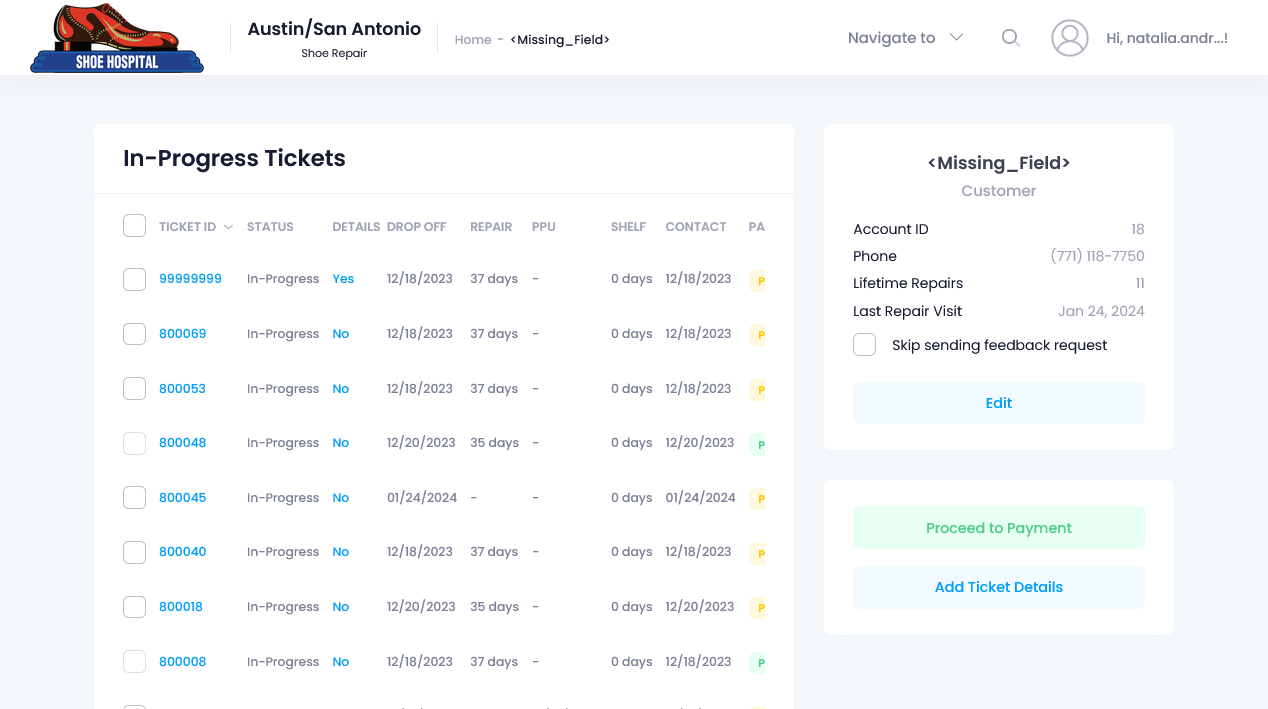 SHOE HOSPITAL
Austin/San Antonio
Shoe Repair
Home - <Missing_Field>
Navigate to
Hi, natalia.andr...!
In-Progress Tickets
TICKET ID STATUS DETAILS DROP OFF REPAIR PPU SHELF CONTACT PA
99999999 In-Progress Yes 12/18/2023 37 days - 0 days 12/18/2023 P
800069 In-Progress No 12/18/2023 37 days - 0 days 12/18/2023 P
800053 In-Progress No 12/18/2023 37 days - 0 days 12/18/2023 P
800048 In-Progress No 12/20/2023 35 days - 0 days 12/20/2023 P
800045 In-Progress No 01/24/2024 - - 0 days 01/24/2024 P
800040 In-Progress No 12/18/2023 37 days - 0 days 12/18/2023 P
800018 In-Progress No 12/20/2023 35 days - 0 days 12/20/2023 P
800008 In-Progress No 12/18/2023 37 days - 0 days 12/18/2023 P
<Missing_Field>
Customer
Account ID 18
Phone (771) 118-7750
Lifetime Repairs 11
Last Repair Visit Jan 24, 2024
Skip sending feedback request
Edit
Proceed to Payment
Add Ticket Details